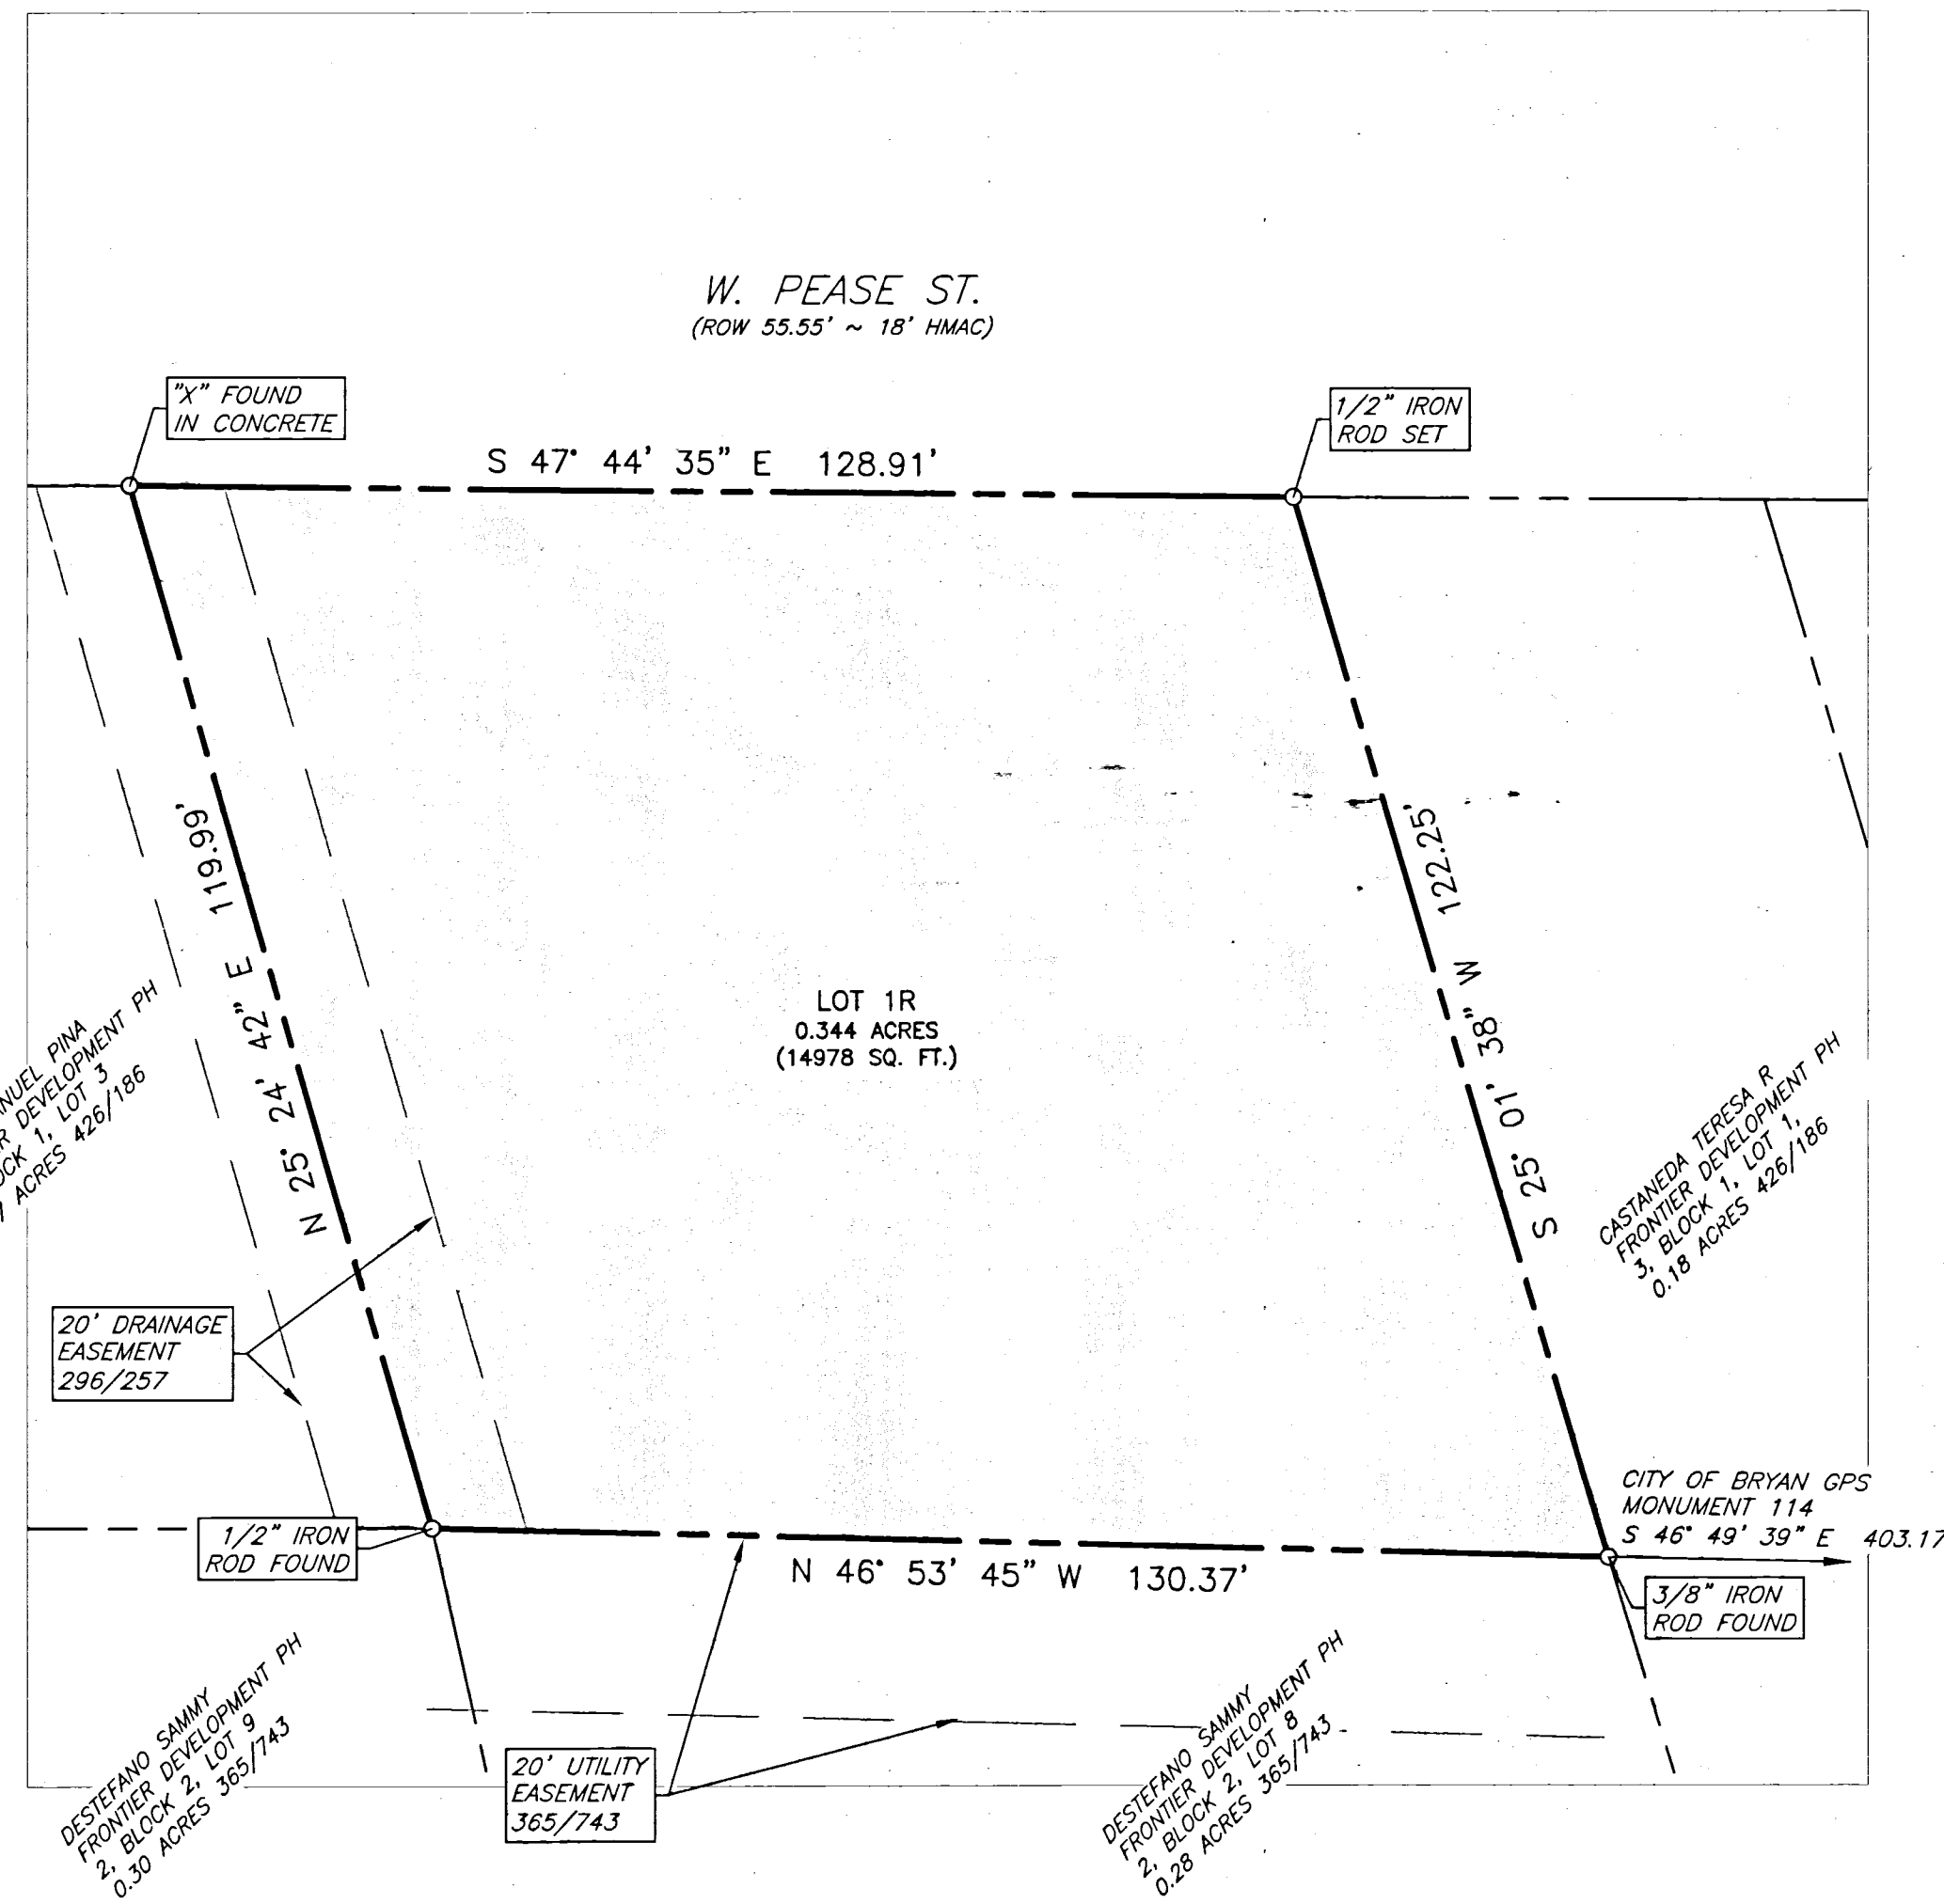 W. PEASE ST.
(ROW 55.55' ~ 18' HMAC)
"X" FOUND
IN CONCRETE
1/2" IRON
ROD SET
S 47° 44' 35" E 128.91'
N 25° 24' 42" E 119.99'
S 25° 01' 38" W 122.25'
LOT 1R
0.344 ACRES
(14978 SQ. FT.)
PINA
DEVELOPMENT PH
1, LOT 3
ACRES 426/186
CASTANEDA TERESA R
FRONTIER DEVELOPMENT PH
3, BLOCK 1, LOT 1,
0.18 ACRES 426/186
20' DRAINAGE
EASEMENT
296/257
1/2" IRON
ROD FOUND
CITY OF BRYAN GPS
MONUMENT 114
S 46° 49' 39" E 403.17
N 46° 53' 45" W 130.37'
3/8" IRON
ROD FOUND
DESTEFANO SAMMY
FRONTIER DEVELOPMENT PH
2, BLOCK 2, LOT 9
0.30 ACRES 365/743
20' UTILITY
EASEMENT
365/743
DESTEFANO SAMMY
FRONTIER DEVELOPMENT PH
2, BLOCK 2, LOT 8
0.28 ACRES 365/743